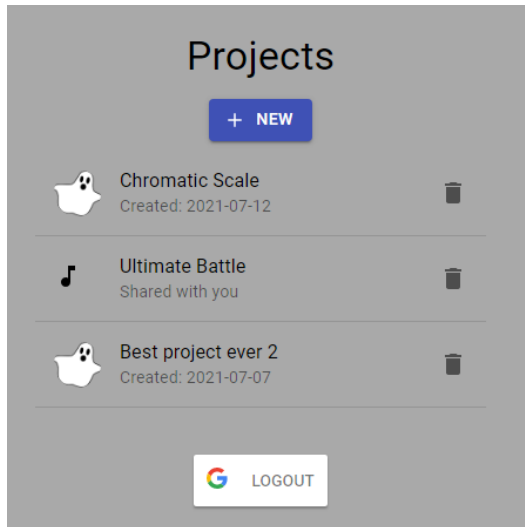 Projects
+ NEW
Chromatic Scale
Created: 2021-07-12
Ultimate Battle
Shared with you
Best project ever 2
Created: 2021-07-07
LOGOUT